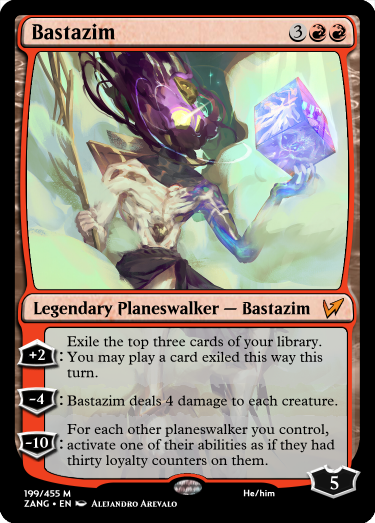 Bastazim 3
Legendary Planeswalker — Bastazim
+2: Exile the top three cards of your library.
You may play a card exiled this way this
turn.
-4: Bastazim deals 4 damage to each creature.
-10: For each other planeswalker you control,
activate one of their abilities as if they had
thirty loyalty counters on them.
5
199/455 M
He/him
ZANG • EN Alejandro Arevalo